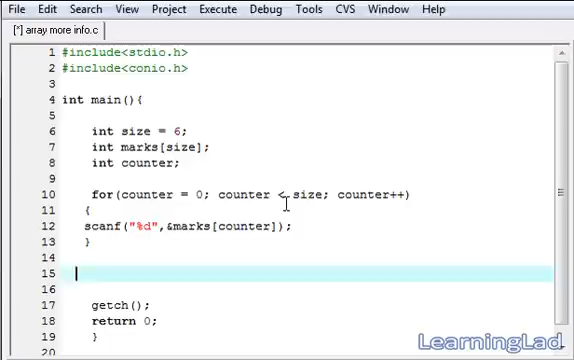 File Edit Search View Project Execute Debug Tools CVS Window Help
[*] array more info.c
1 #include<stdio.h>
2 #include<conio.h>
3
4 int main(){
5
6 int size = 6;
7 int marks[size];
8 int counter;
9
10 for(counter = 0; counter < size; counter++)
11 {
12 scanf("%d",&marks[counter]);
13 }
14
15
16
17 getch();
18 return 0;
19 }
LearningLad
20